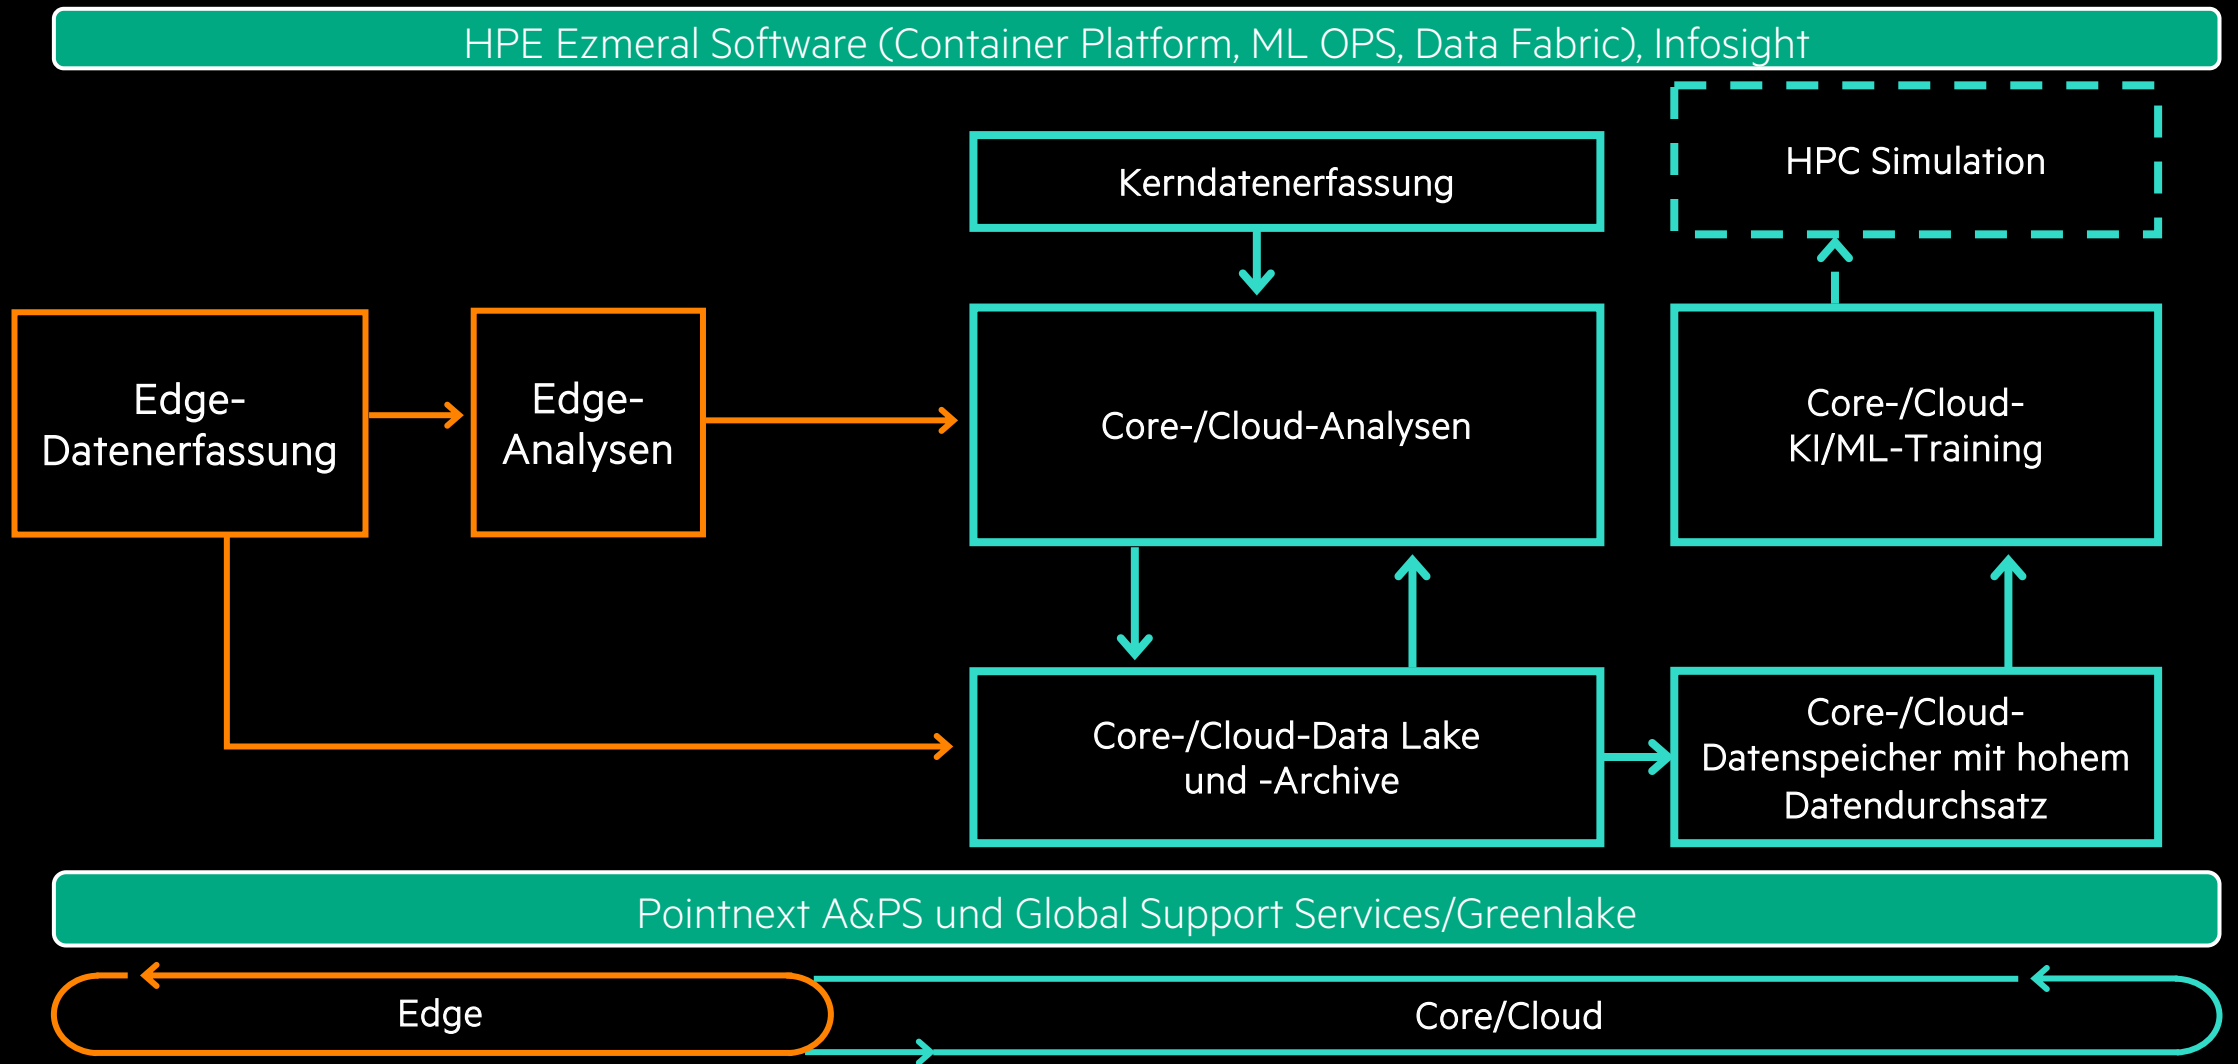 HPE Ezmeral Software (Container Platform, ML OPS, Data Fabric), Infosight
HPC Simulation
Kerndatenerfassung
Edge-
Datenerfassung
Edge-
Analysen
Core-/Cloud-Analysen
Core-/Cloud-
KI/ML-Training
Core-/Cloud-Data Lake
und -Archive
Core-/Cloud-
Datenspeicher mit hohem
Datendurchsatz
Pointnext A&PS und Global Support Services/Greenlake
Edge
Core/Cloud